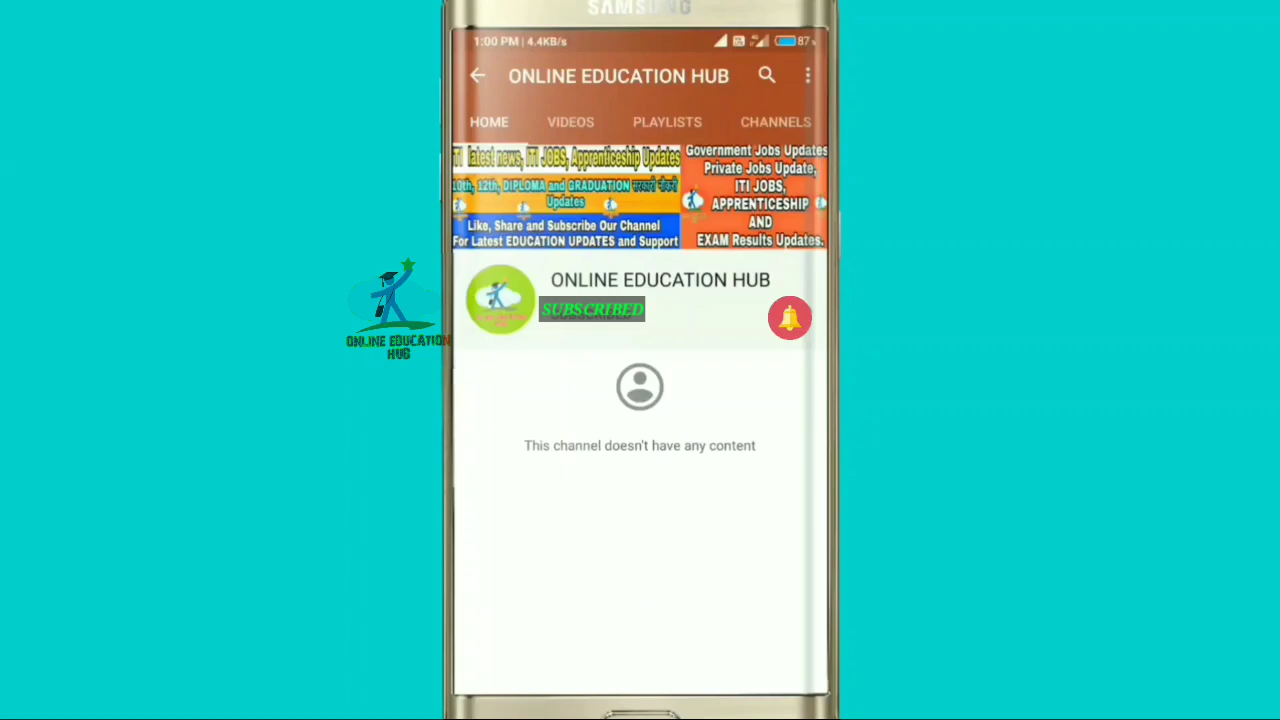 SAMSUNG
1:00 PM | 4.4KB/s
87
ONLINE EDUCATION HUB
HOME VIDEOS PLAYLISTS CHANNELS
ITI latest news, ITI JOBS, Apprenticeship Updates
10th, 12th, DIPLOMA and GRADUATION सरकारी नौकरी
Updates
Like, Share and Subscribe Our Channel
For Latest EDUCATION UPDATES and Support
Government Jobs Updates
Private Jobs Update,
ITI JOBS,
APPRENTICESHIP
AND
EXAM Results Updates.
ONLINE EDUCATION HUB
SUBSCRIBED
ONLINE EDUCATION
HUB
This channel doesn't have any content